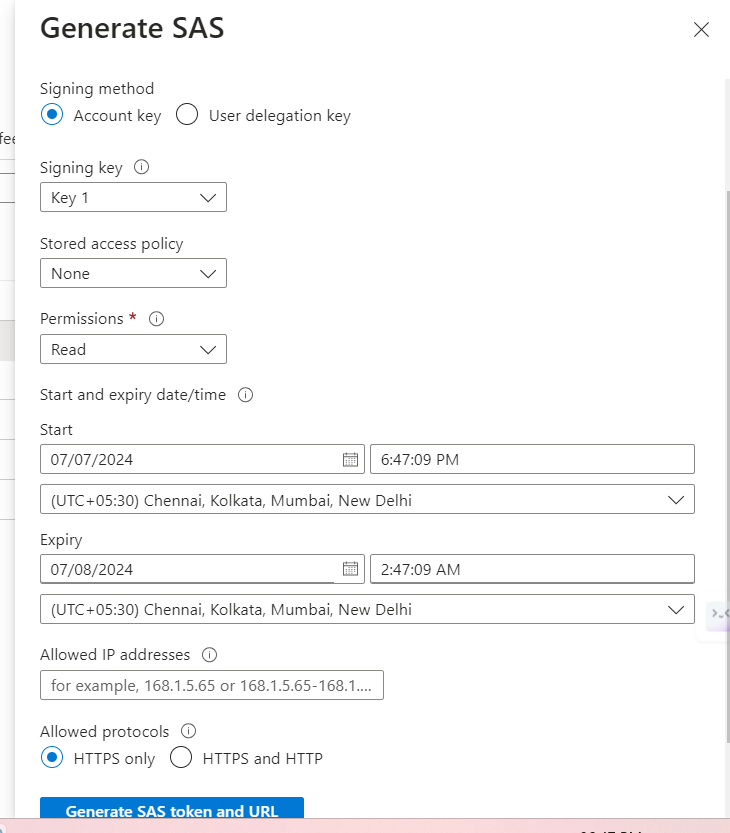 Generate SAS
Signing method
Account key User delegation key
Signing key
Key 1
Stored access policy
None
Permissions *
Read
Start and expiry date/time
Start
07/07/2024 6:47:09 PM
(UTC+05:30) Chennai, Kolkata, Mumbai, New Delhi
Expiry
07/08/2024 2:47:09 AM
(UTC+05:30) Chennai, Kolkata, Mumbai, New Delhi
Allowed IP addresses
for example, 168.1.5.65 or 168.1.5.65-168.1....
Allowed protocols
HTTPS only HTTPS and HTTP
Generate SAS token and URL